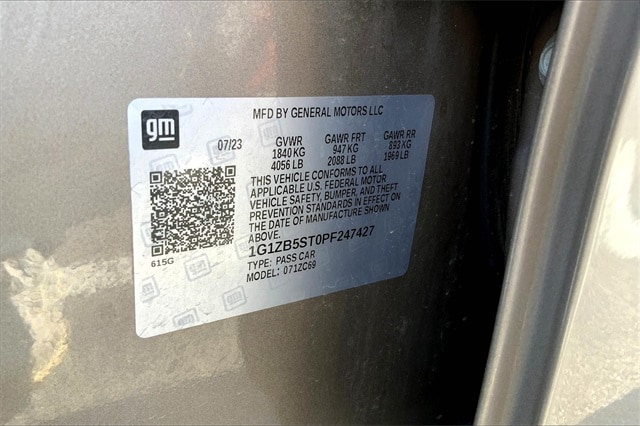 gm
MFD BY GENERAL MOTORS LLC
07/23 GVWR GAWR FRT GAWR RR
1840 KG 947 KG 893 KG
4056 LB 2088 LB 1969 LB
THIS VEHICLE CONFORMS TO ALL
APPLICABLE U.S. FEDERAL MOTOR
VEHICLE SAFETY, BUMPER, AND THEFT
PREVENTION STANDARDS IN EFFECT ON
THE DATE OF MANUFACTURE SHOWN
ABOVE.
1G1ZB5ST0PF247427
TYPE: PASS CAR
MODEL: 071ZC69
615G